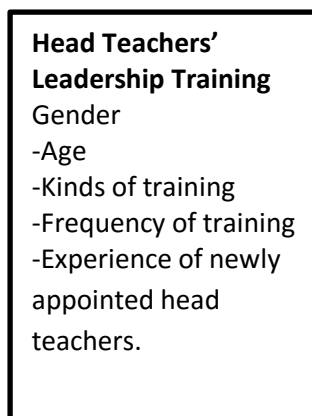 Head Teachers’
Leadership Training
Gender
-Age
-Kinds of training
-Frequency of training
-Experience of newly
appointed head
teachers.